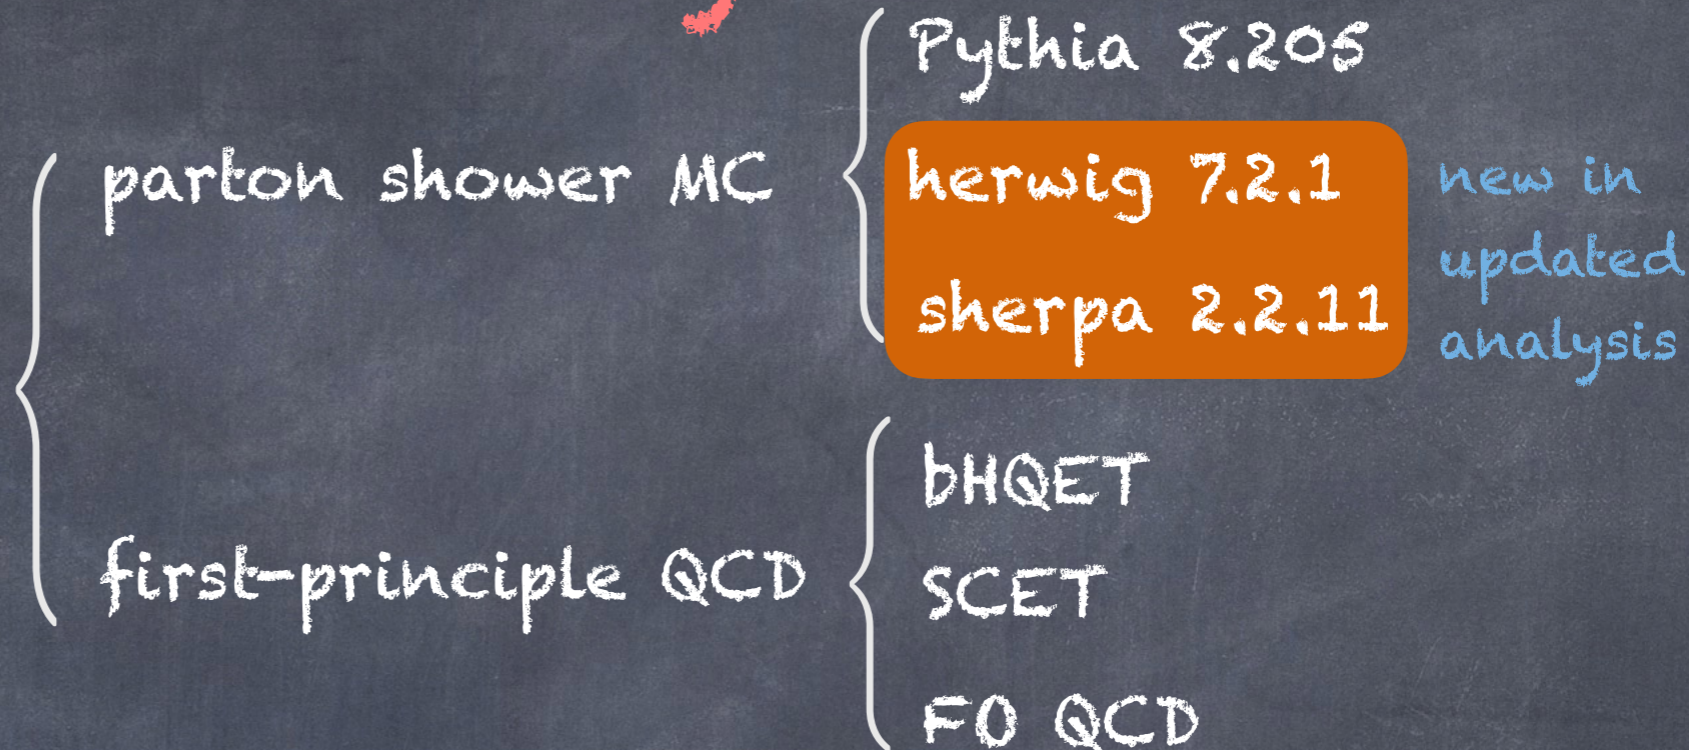 Pythia 8.205
parton shower MC
herwig 7.2.1
sherpa 2.2.11
new in
updated
analysis
first-principle QCD
bHQET
SCET
FO QCD